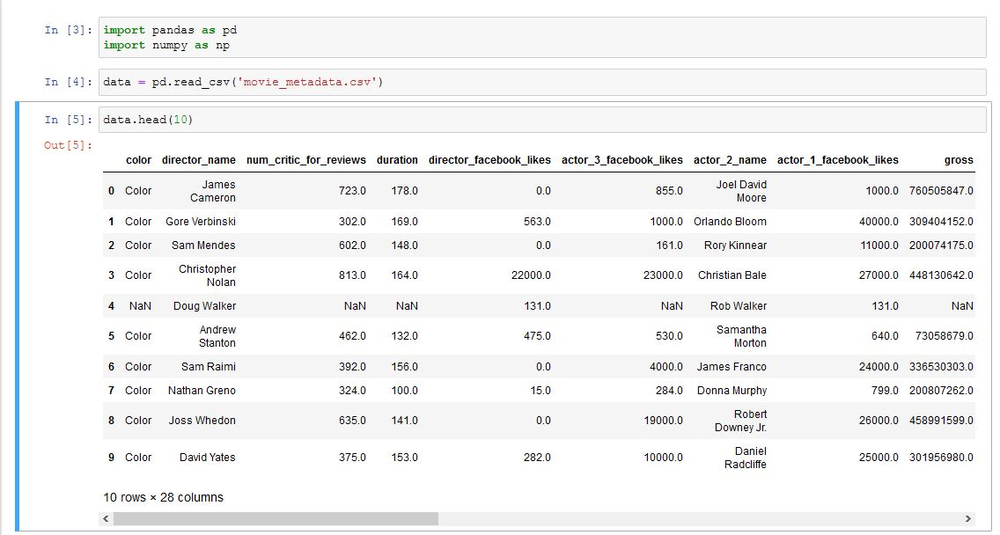 In [3]: import pandas as pd
import numpy as np
In [4]: data = pd.read_csv('movie_metadata.csv')
In [5]: data.head(10)
Out[5]:
color director_name num_critic_for_reviews duration director_facebook_likes actor_3_facebook_likes actor_2_name actor_1_facebook_likes gross
0 Color James Cameron 723.0 178.0 0.0 855.0 Joel David Moore 1000.0 760505847.0
1 Color Gore Verbinski 302.0 169.0 563.0 1000.0 Orlando Bloom 40000.0 309404152.0
2 Color Sam Mendes 602.0 148.0 0.0 161.0 Rory Kinnear 11000.0 200074175.0
3 Color Christopher Nolan 813.0 164.0 22000.0 23000.0 Christian Bale 27000.0 448130642.0
4 NaN Doug Walker NaN NaN 131.0 NaN Rob Walker 131.0 NaN
5 Color Andrew Stanton 462.0 132.0 475.0 530.0 Samantha Morton 640.0 73058679.0
6 Color Sam Raimi 392.0 156.0 0.0 4000.0 James Franco 24000.0 336530303.0
7 Color Nathan Greno 324.0 100.0 15.0 284.0 Donna Murphy 799.0 200807262.0
8 Color Joss Whedon 635.0 141.0 0.0 19000.0 Robert Downey Jr. 26000.0 458991599.0
9 Color David Yates 375.0 153.0 282.0 10000.0 Daniel Radcliffe 25000.0 301956980.0
10 rows × 28 columns